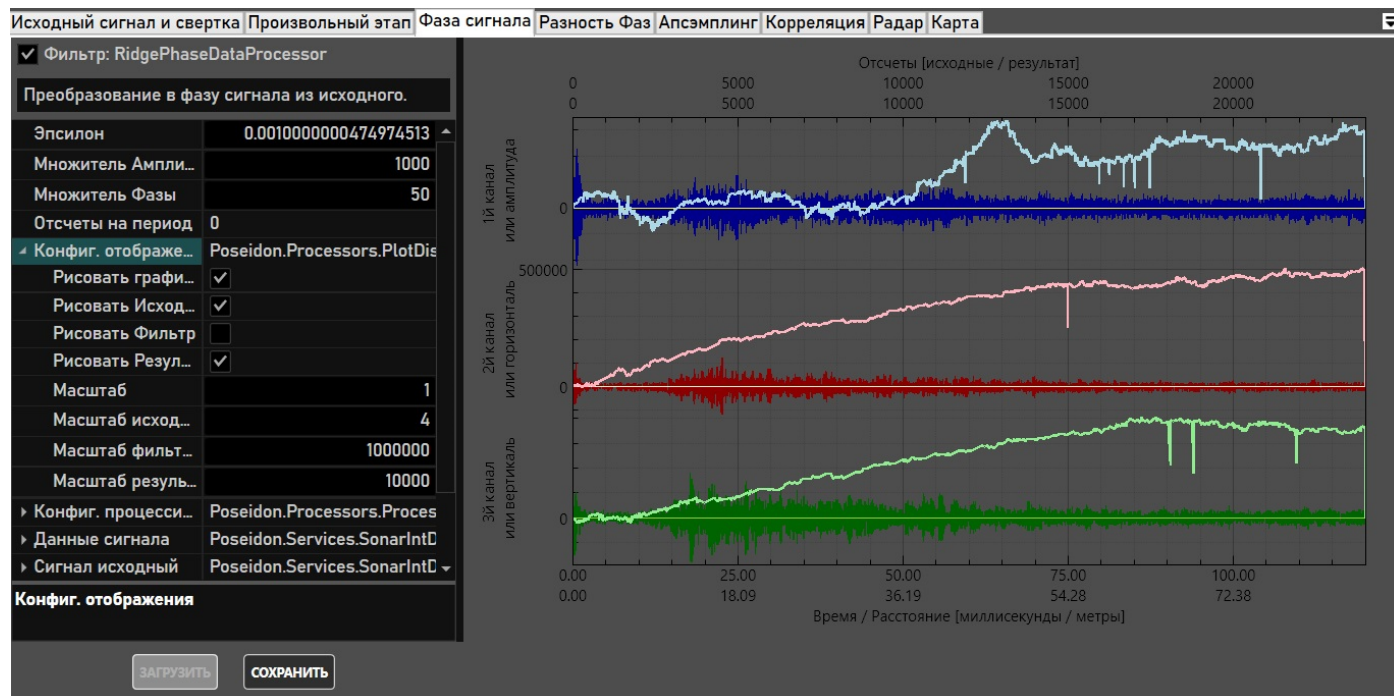 Исходный сигнал и свертка Произвольный этап Фаза сигнала Разность Фаз Апсэмплинг Корреляция Радар Карта
Фильтр: RidgePhaseDataProcessor
Преобразование в фазу сигнала из исходного.
Эпсилон 0.0010000000474974513
Множитель Ампли... 1000
Множитель Фазы 50
Отсчеты на период 0
Конфиг. отображе... Poseidon.Processors.PlotDis
Рисовать графи...
Рисовать Исход...
Рисовать Фильтр
Рисовать Резул...
Масштаб 1
Масштаб исход... 4
Масштаб фильт... 1000000
Масштаб резуль... 10000
Конфиг. процесси... Poseidon.Processors.Proces
Данные сигнала Poseidon.Services.SonarIntD
Сигнал исходный Poseidon.Services.SonarIntD
Конфиг. отображения
ЗАГРУЗИТЬ СОХРАНИТЬ
Отсчеты [исходные / результат]
0 5000 10000 15000 20000
0 5000 10000 15000 20000
1й канал
или амплитуда
0
500000
2й канал
или горизонталь
0
3й канал
или вертикаль
0
0.00 25.00 50.00 75.00 100.00
0.00 18.09 36.19 54.28 72.38
Время / Расстояние [миллисекунды / метры]